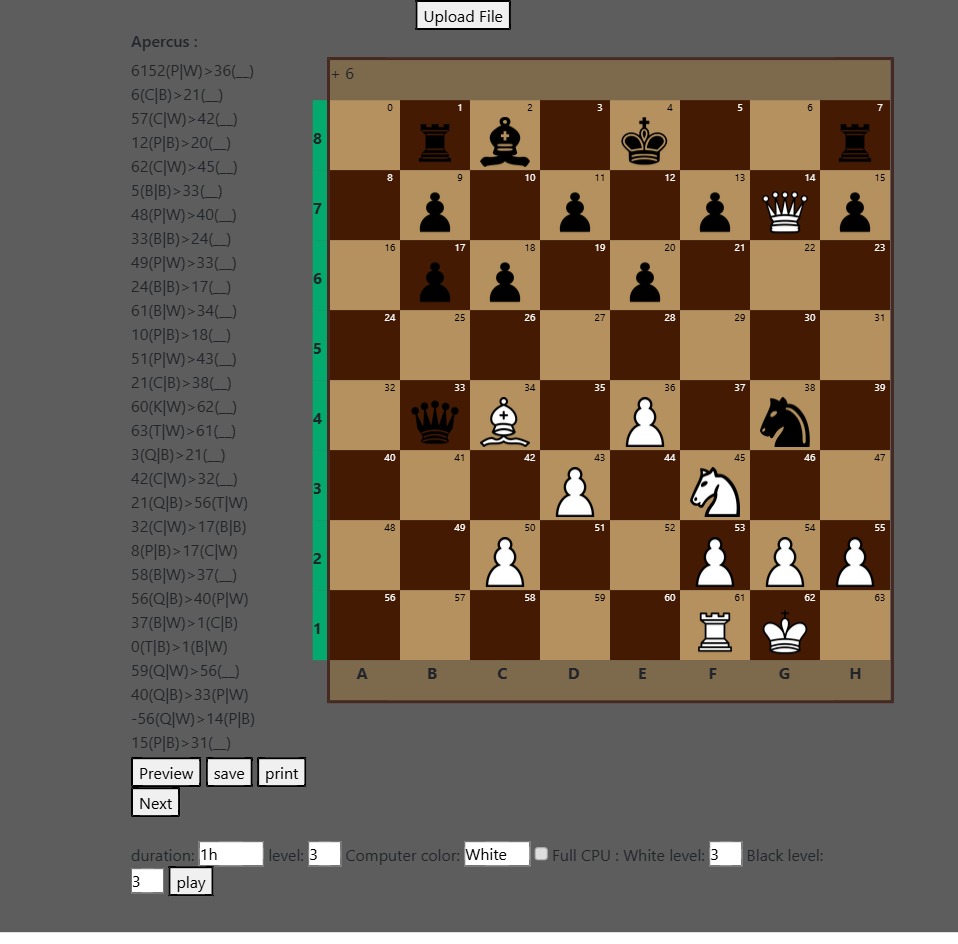 Upload File
Apercus :
6152(P|W)>36(__)
6(C|B)>21(__)
57(C|W)>42(__)
12(P|B)>20(__)
62(C|W)>45(__)
5(B|B)>33(__)
48(P|W)>40(__)
33(B|B)>24(__)
49(P|W)>33(__)
24(B|B)>17(__)
61(B|W)>34(__)
10(P|B)>18(__)
51(P|W)>43(__)
21(C|B)>38(__)
60(K|W)>62(__)
63(T|W)>61(__)
3(Q|B)>21(__)
42(C|W)>32(__)
21(Q|B)>56(T|W)
32(C|W)>17(B|B)
8(P|B)>17(C|W)
58(B|W)>37(__)
56(Q|B)>40(P|W)
37(B|W)>1(C|B)
0(T|B)>1(B|W)
59(Q|W)>56(__)
40(Q|B)>33(P|W)
-56(Q|W)>14(P|B)
15(P|B)>31(__)
Preview save print
Next
+ 6
0 1 2 3 4 5 6 7
8
8 9 10 11 12 13 14 15
7
16 17 18 19 20 21 22 23
6
24 25 26 27 28 29 30 31
5
32 33 34 35 36 37 38 39
4
40 41 42 43 44 45 46 47
3
48 49 50 51 52 53 54 55
2
56 57 58 59 60 61 62 63
1
A B C D E F G H
duration: 1h level: 3 Computer color: White Full CPU : White level: 3 Black level:
3 play